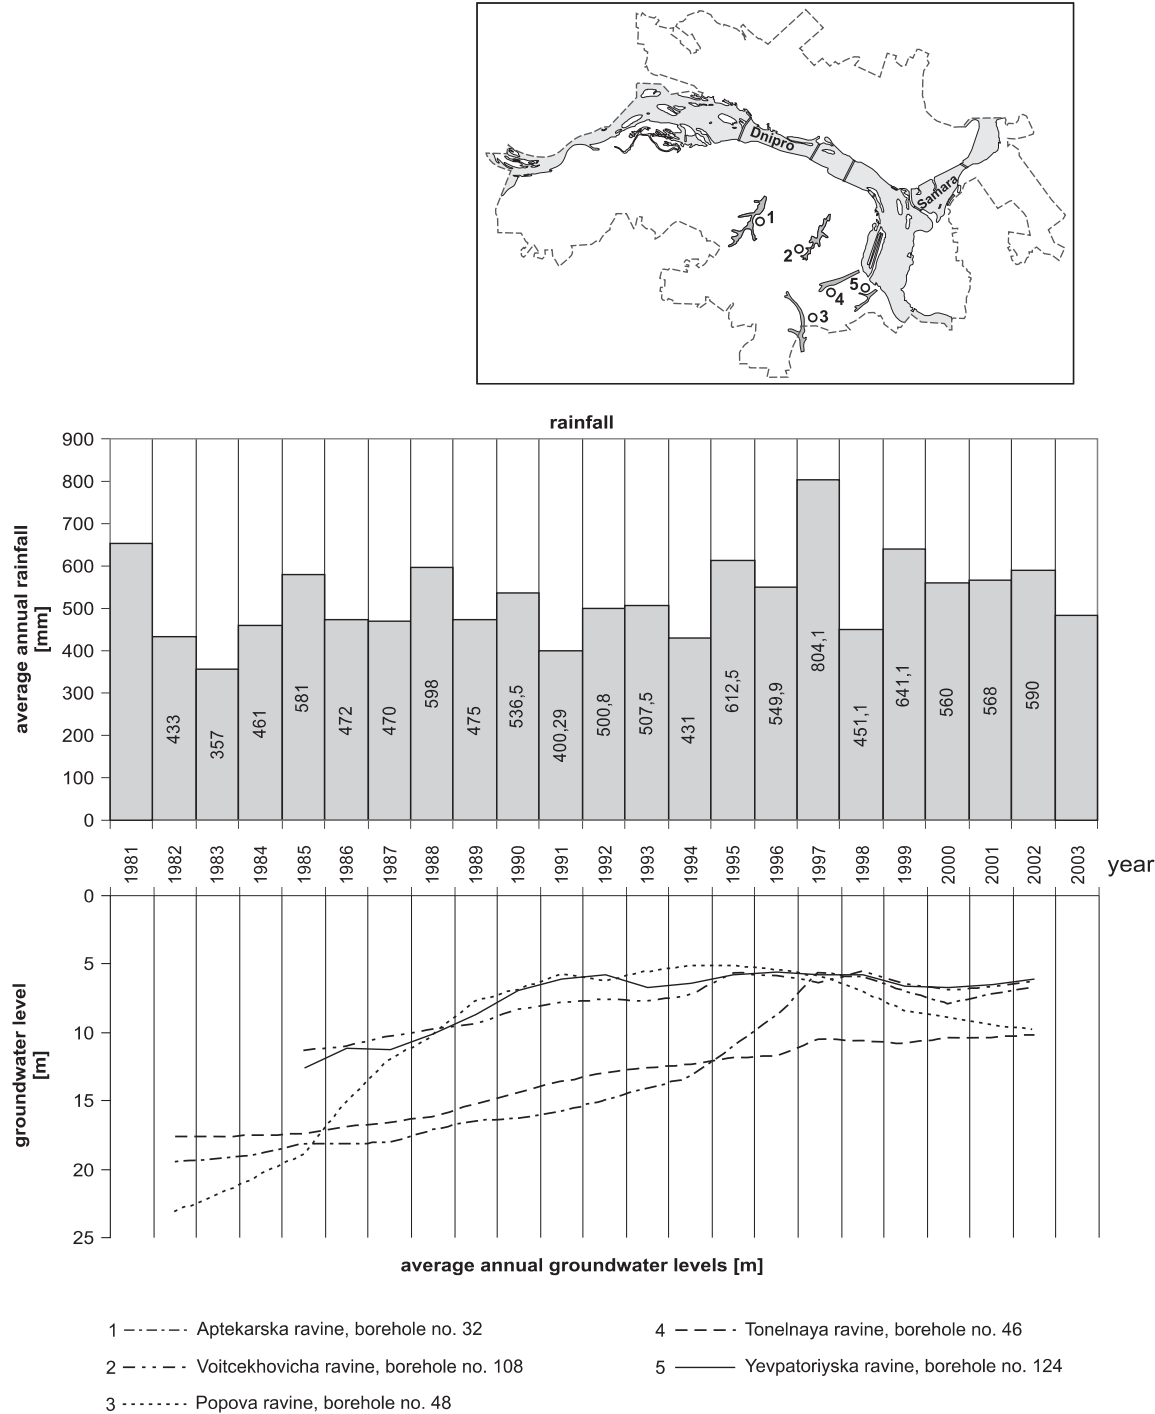 Dnipro
Samara
1
2
5
4
3
rainfall
900
800
700
600
500
400
300
200
100
0
average annual rainfall
[mm]
433
357
461
581
472
470
598
475
536,5
400,29
500,8
507,5
431
612,5
549,9
804,1
451,1
641,1
560
568
590
1981 1982 1983 1984 1985 1986 1987 1988 1989 1990 1991 1992 1993 1994 1995 1996 1997 1998 1999 2000 2001 2002 2003
year
0
5
10
15
20
25
groundwater level
[m]
average annual groundwater levels [m]
1 Aptekarska ravine, borehole no. 32
2 Voitcekhovicha ravine, borehole no. 108
3 Popova ravine, borehole no. 48
4 Tonelnaya ravine, borehole no. 46
5 Yevpatoriyska ravine, borehole no. 124